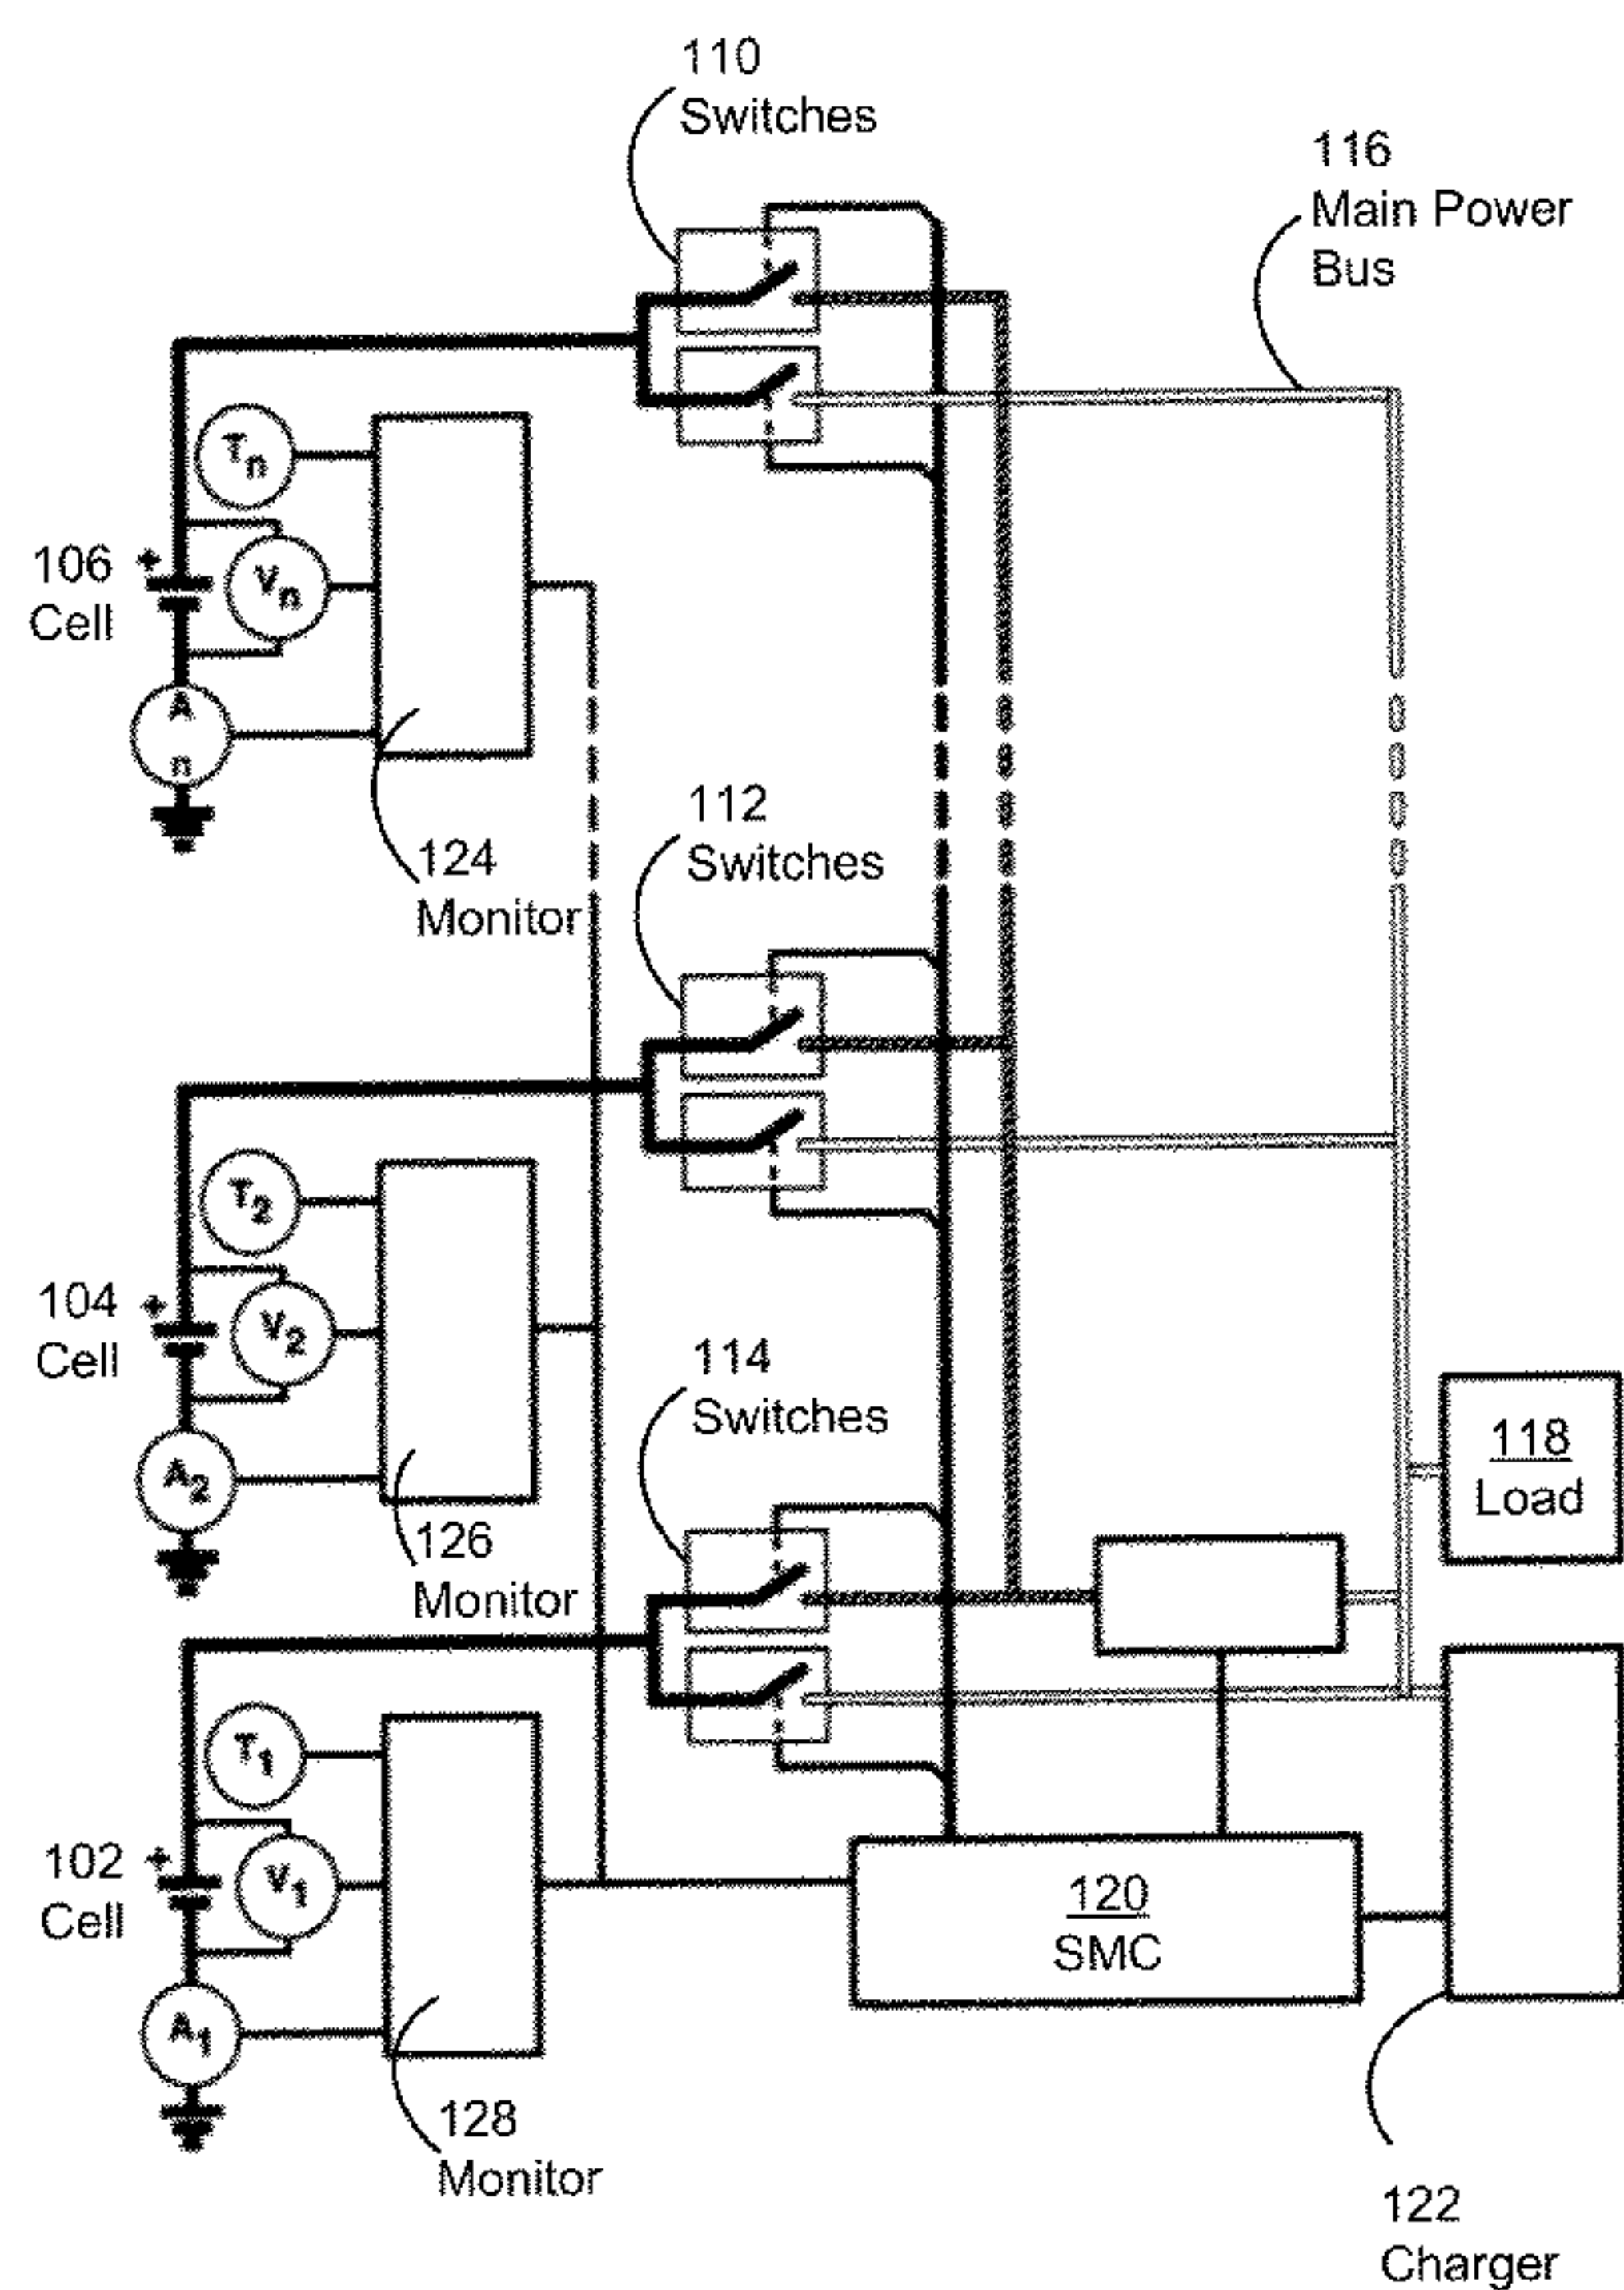 110
Switches
116
Main Power
Bus
Tn
106
Cell
+
Vn
A
n
124
Monitor
112
Switches
T2
104
Cell
+
V2
A2
126
Monitor
114
Switches
118
Load
T1
102
Cell
+
V1
A1
120
SMC
128
Monitor
122
Charger